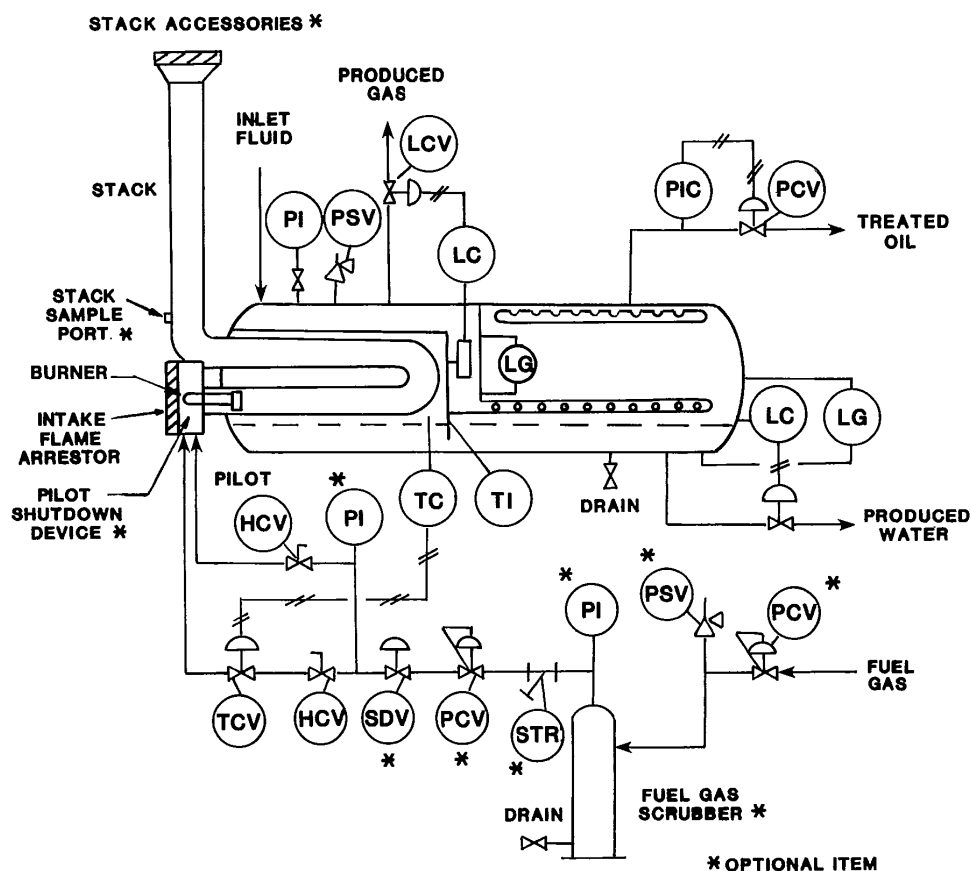 STACK ACCESSORIES *
PRODUCED
GAS
INLET
FLUID
LCV
STACK
PI
PSV
LC
PIC
PCV
TREATED
OIL
STACK
SAMPLE
PORT *
LG
BURNER
INTAKE
FLAME
ARRESTOR
LC
LG
PILOT
SHUTDOWN
DEVICE *
PILOT
HCV
*
PI
TC
TI
DRAIN
PRODUCED
WATER
*
PI
*
PSV
*
PCV
FUEL
GAS
TCV
HCV
SDV
*
PCV
*
STR
*
DRAIN
FUEL GAS
SCRUBBER *
* OPTIONAL ITEM